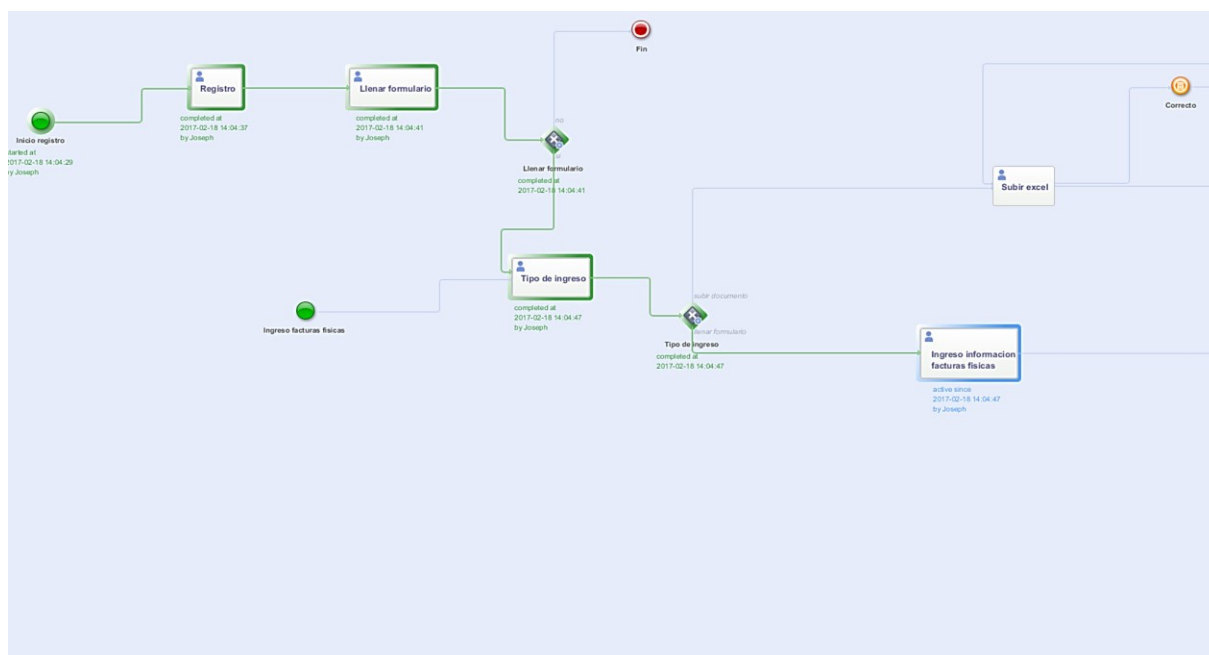 Fin
Registro
Llenar formulario
Correcto
completed at
2017-02-18 14:04:37
by Joseph
completed at
2017-02-18 14:04:41
by Joseph
no
Inicio registro
started at
2017-02-18 14:04:29
by Joseph
Llenar formulario
completed at
2017-02-18 14:04:41
Subir excel
Tipo de ingreso
completed at
2017-02-18 14:04:47
by Joseph
subir documento
Ingreso facturas fisicas
llenar formulario
Tipo de ingreso
completed at
2017-02-18 14:04:47
Ingreso informacion
facturas fisicas
active since
2017-02-18 14:04:47
by Joseph